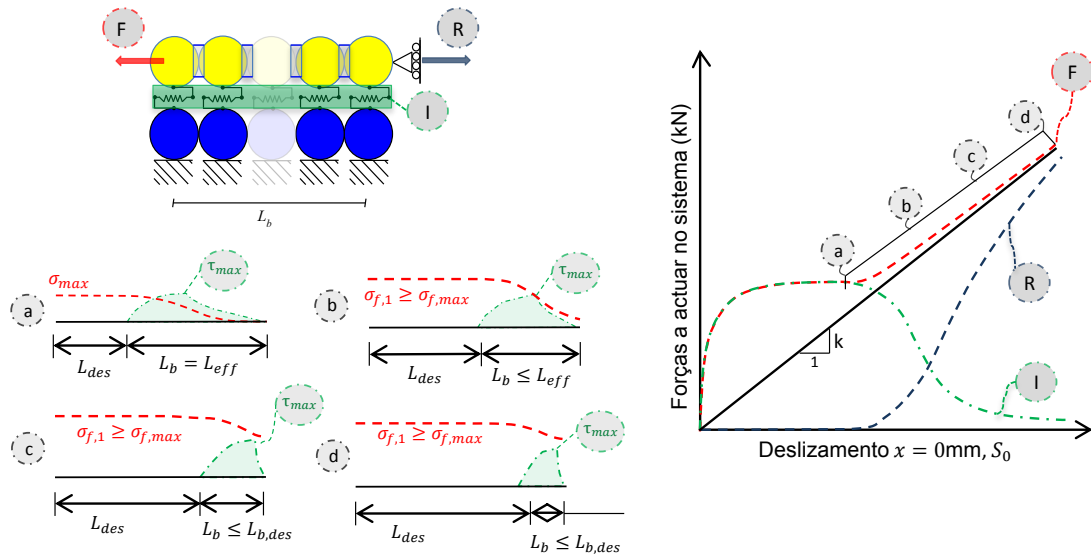 F
R
I
L_b
σ_max
τ_max
a
L_des
L_b = L_eff
τ_max
b
σ_f,1 ≥ σ_f,max
L_des
L_b ≤ L_eff
τ_max
c
σ_f,1 ≥ σ_f,max
L_des
L_b ≤ L_b,des
τ_max
d
σ_f,1 ≥ σ_f,max
L_des
L_b ≤ L_b,des
Forças a actuar no sistema (kN)
F
d
c
b
a
R
k
1
I
Deslizamento x = 0mm, S_0